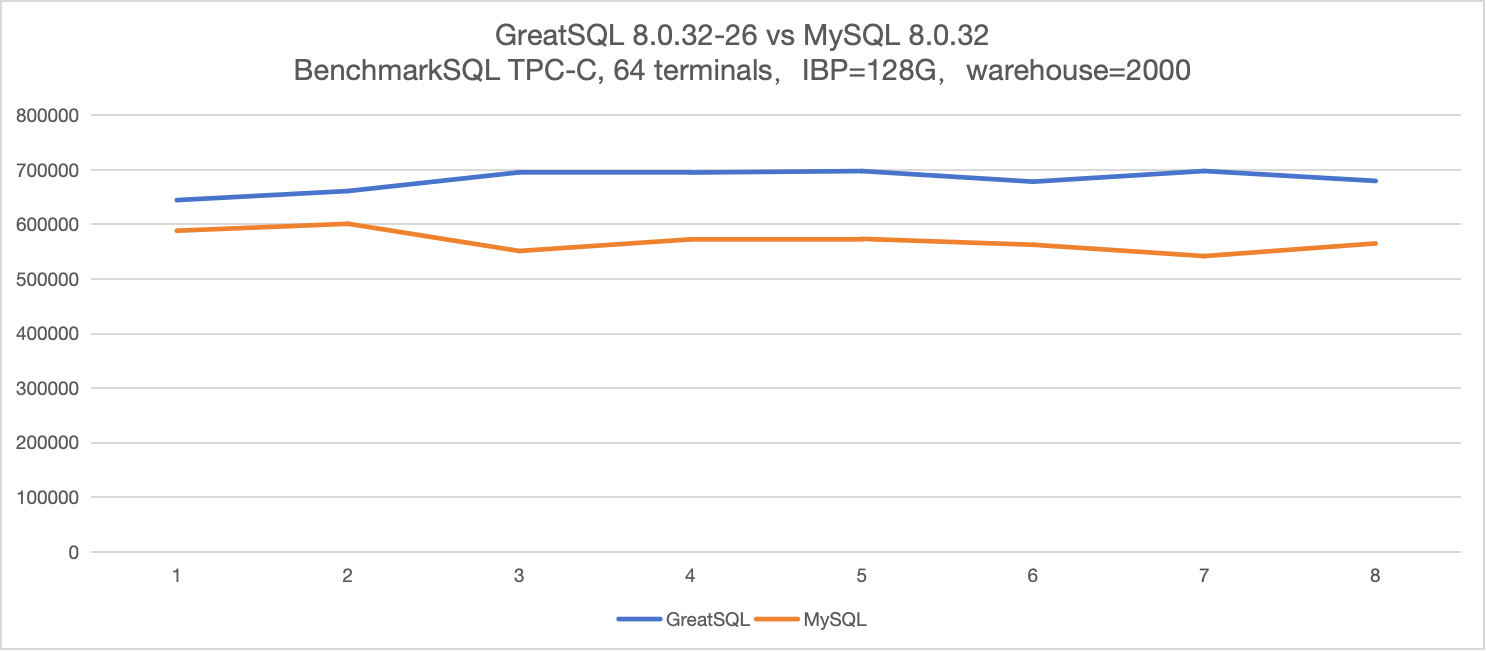 GreatSQL 8.0.32-26 vs MySQL 8.0.32
BenchmarkSQL TPC-C, 64 terminals，IBP=128G，warehouse=2000
800000
700000
600000
500000
400000
300000
200000
100000
0
1 2 3 4 5 6 7 8
GreatSQL MySQL